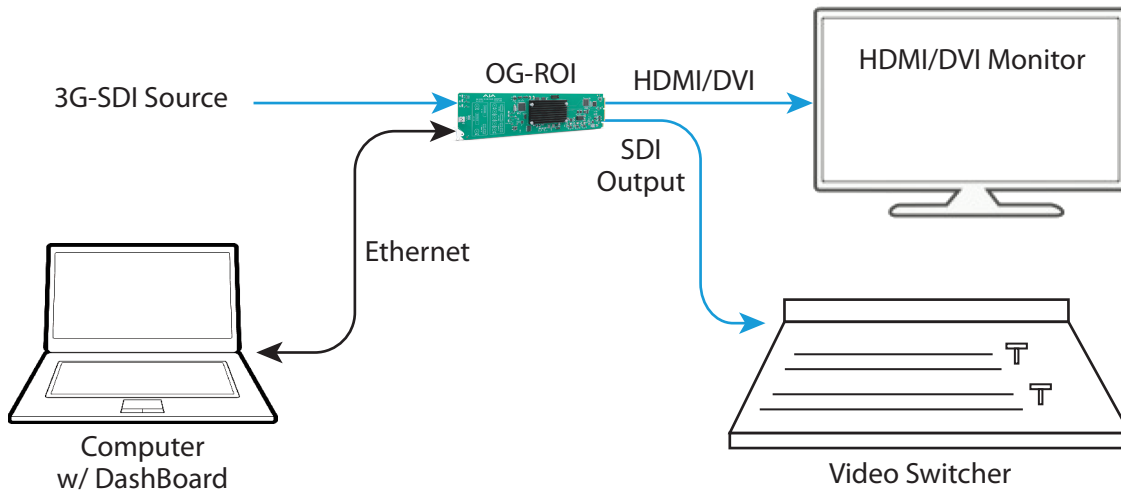 OG-ROI
HDMI/DVI
HDMI/DVI Monitor
3G-SDI Source
SDI
Output
Ethernet
Computer
w/ DashBoard
Video Switcher